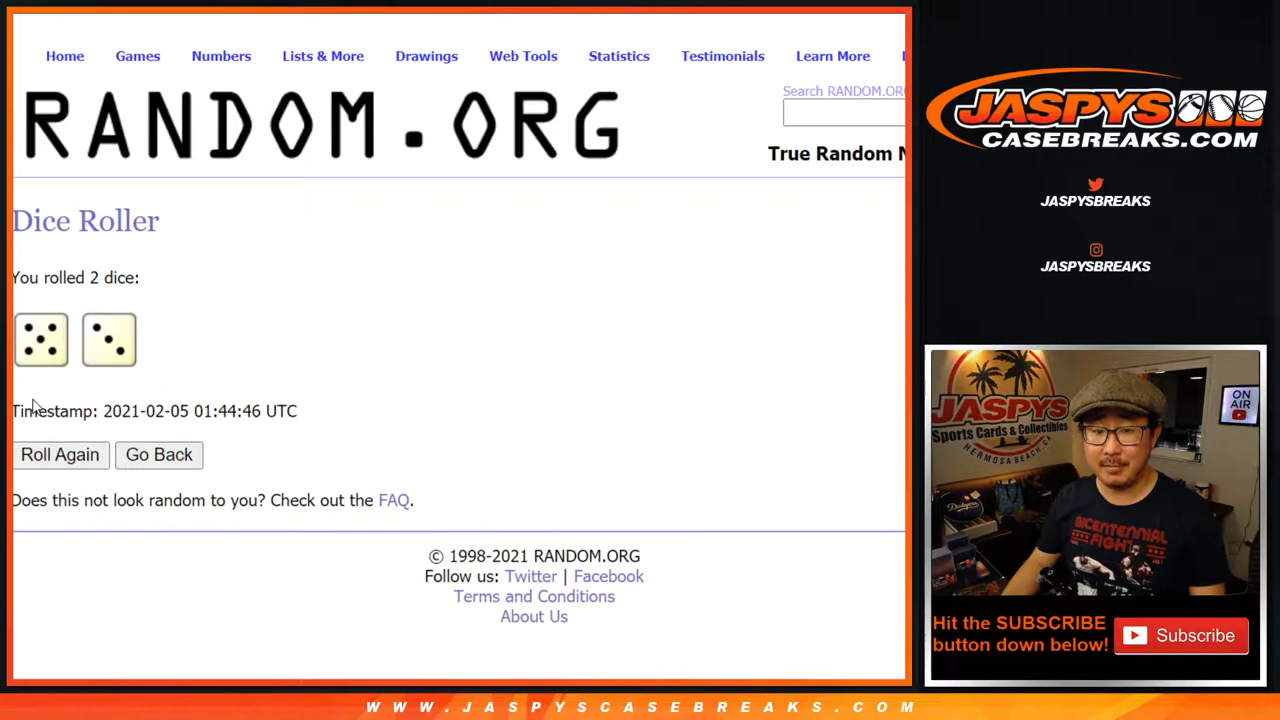 Home Games Numbers Lists & More Drawings Web Tools Statistics Testimonials Learn More
RANDOM.ORG
Search RANDOM.ORG
True Random N
Dice Roller
You rolled 2 dice:
Timestamp: 2021-02-05 01:44:46 UTC
Roll Again Go Back
Does this not look random to you? Check out the FAQ.
© 1998-2021 RANDOM.ORG
Follow us: Twitter | Facebook
Terms and Conditions
About Us
JASPYS
CASEBREAKS.COM
JASPYSBREAKS
JASPYSBREAKS
JASPYS
Sports Cards & Collectibles
HERMOSA BEACH, CA
ON
AIR
Dodgers
BICENTENNIAL
FIGHT
Hit the SUBSCRIBE
button down below!
Subscribe
WWW.JASPYSCASEBREAKS.COM